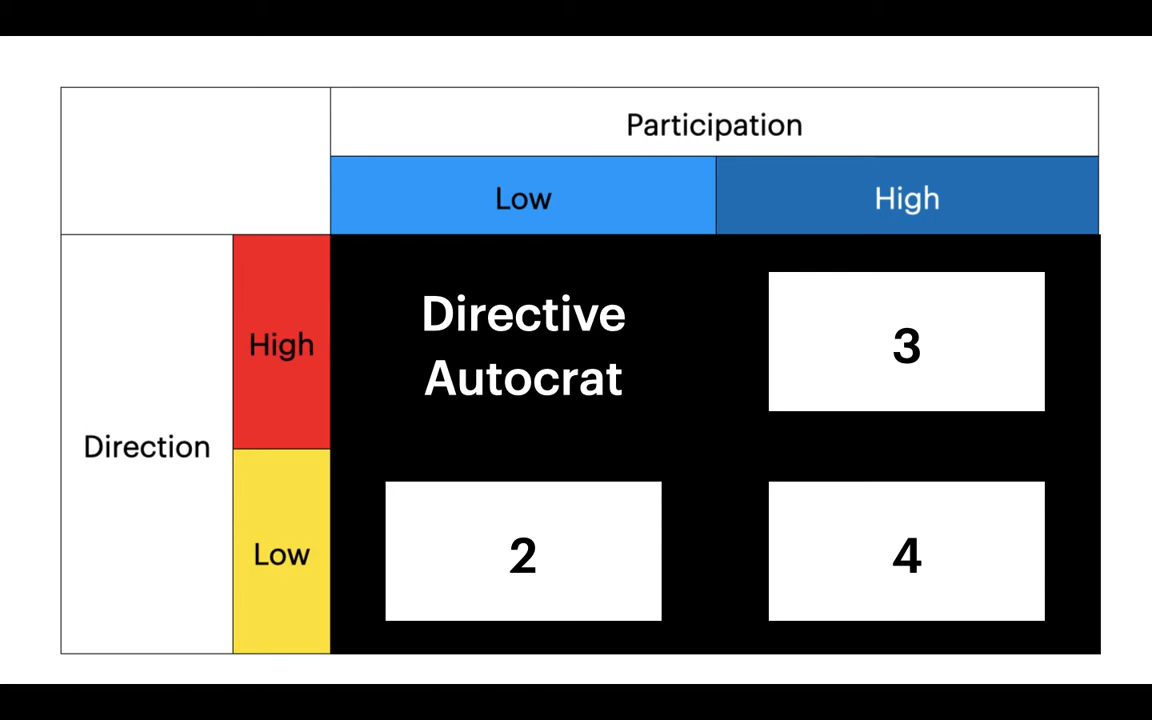 Participation
Low
High
Directive
Autocrat
3
High
Direction
Low
2
4